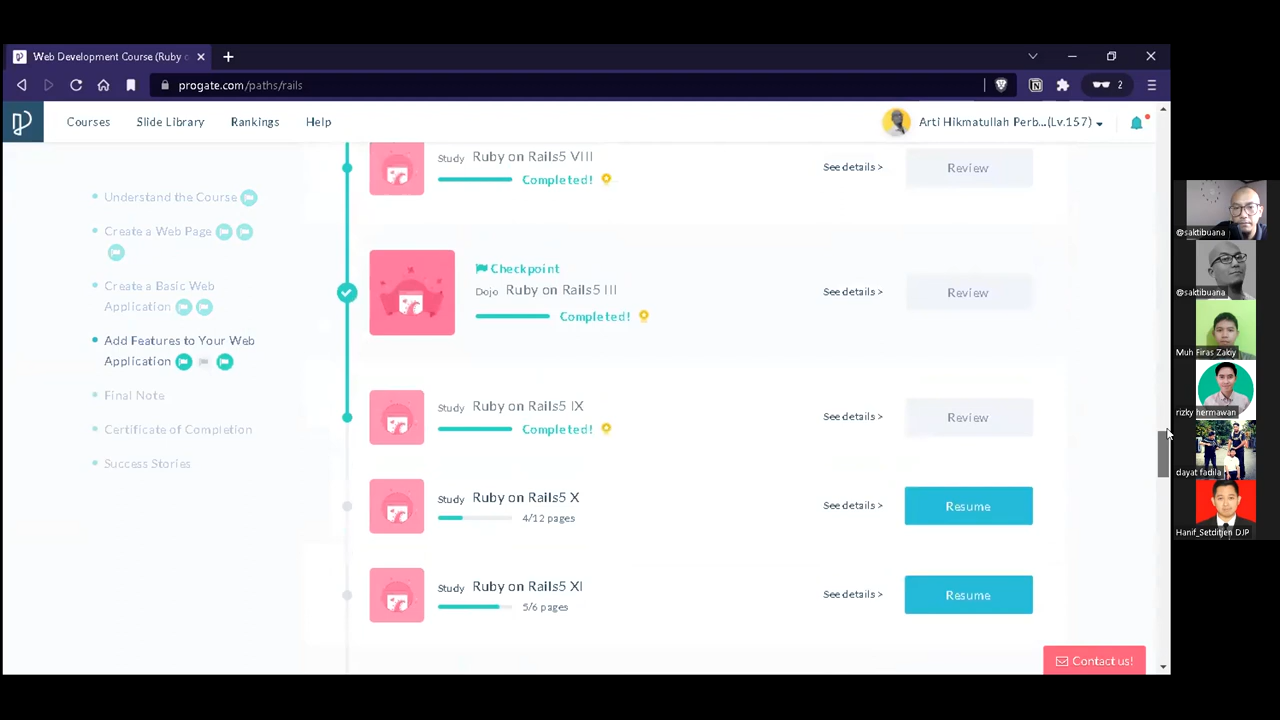 Web Development Course (Ruby o
progate.com/paths/rails
2
Courses
Slide Library
Rankings
Help
Arti Hikmatullah Perb...(Lv.157)
Understand the Course
Create a Web Page
Create a Basic Web
Application
Add Features to Your Web
Application
Final Note
Certificate of Completion
Success Stories
Study Ruby on Rails5 VIII
Completed!
See details >
Review
Checkpoint
Dojo Ruby on Rails5 III
Completed!
See details >
Review
Study Ruby on Rails5 IX
Completed!
See details >
Review
Study Ruby on Rails5 X
4/12 pages
See details >
Resume
Study Ruby on Rails5 XI
5/6 pages
See details >
Resume
Contact us!
@saktibuana
@saktibuana
Muh Firas Zakiy
rizky hermawan
dayat fadila
Hanif_Setditjen DJP